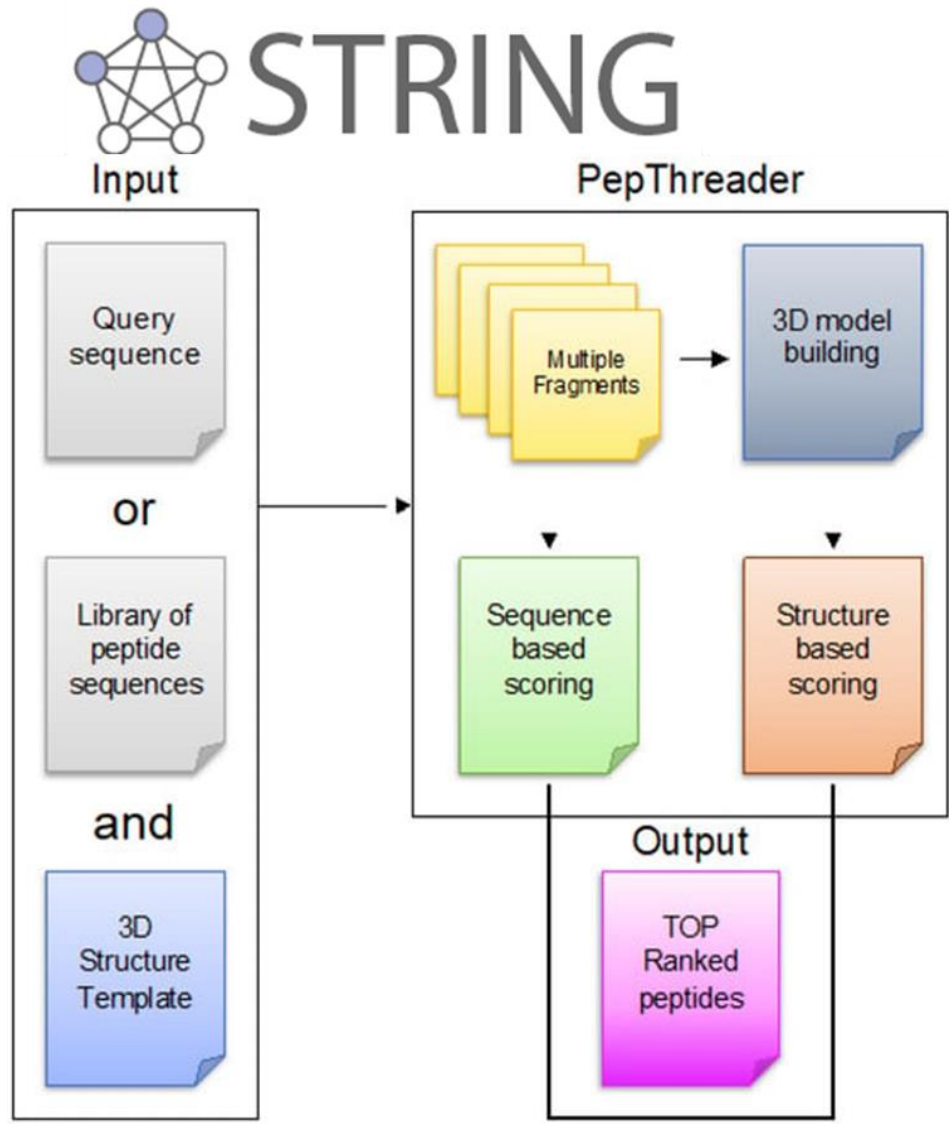 STRING
Input
PepThreader
Query
sequence
or
Library of
peptide
sequences
and
3D
Structure
Template
Multiple
Fragments
3D model
building
Sequence
based
scoring
Structure
based
scoring
Output
TOP
Ranked
peptides